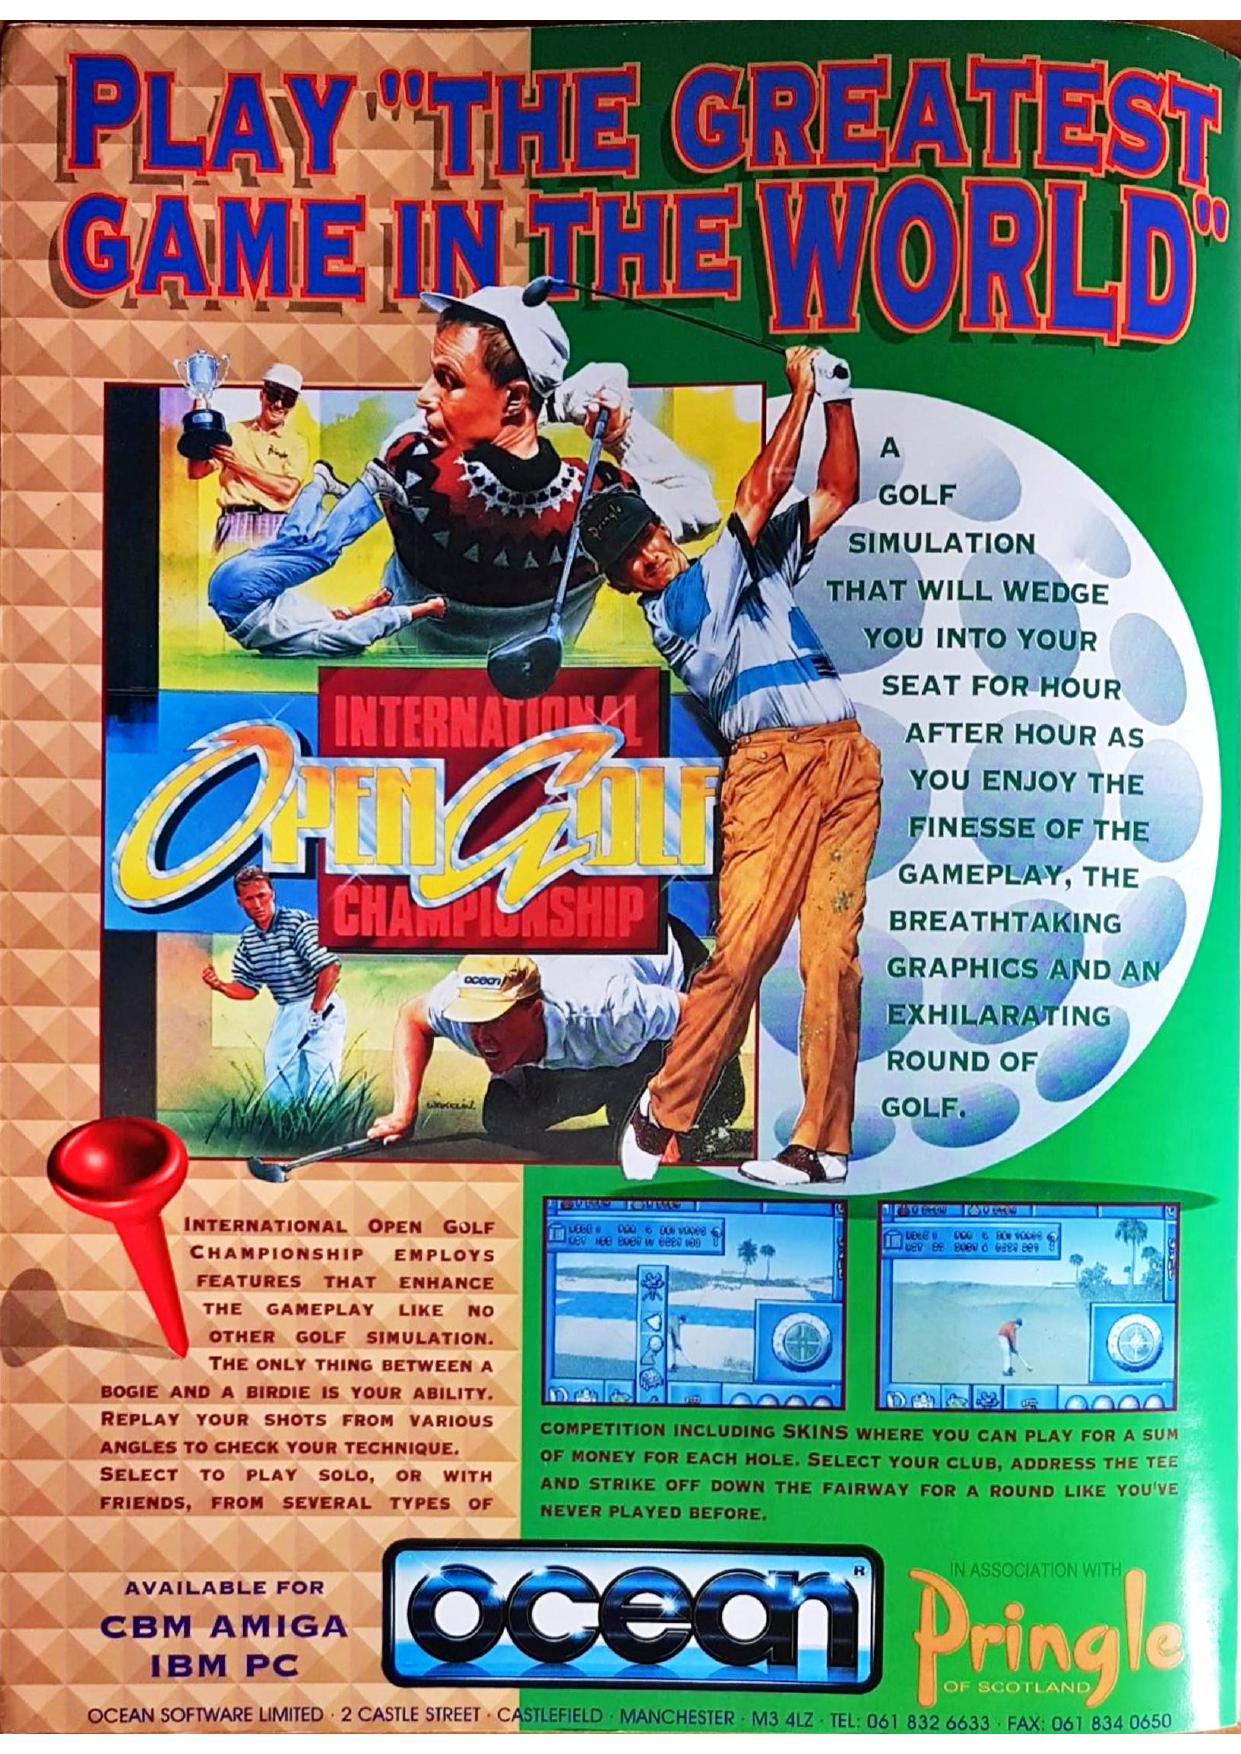 PLAY "THE GREATEST
GAME IN THE WORLD"
Pringle
Pringle
A
GOLF
SIMULATION
THAT WILL WEDGE
YOU INTO YOUR
SEAT FOR HOUR
AFTER HOUR AS
YOU ENJOY THE
FINESSE OF THE
GAMEPLAY, THE
BREATHTAKING
GRAPHICS AND AN
EXHILARATING
ROUND OF
GOLF.
INTERNATIONAL
OPEN GOLF
CHAMPIONSHIP
ocean
INTERNATIONAL OPEN GOLF
CHAMPIONSHIP EMPLOYS
FEATURES THAT ENHANCE
THE GAMEPLAY LIKE NO
OTHER GOLF SIMULATION.
THE ONLY THING BETWEEN A
BOGIE AND A BIRDIE IS YOUR ABILITY.
REPLAY YOUR SHOTS FROM VARIOUS
ANGLES TO CHECK YOUR TECHNIQUE.
SELECT TO PLAY SOLO, OR WITH
FRIENDS, FROM SEVERAL TYPES OF
COMPETITION INCLUDING SKINS WHERE YOU CAN PLAY FOR A SUM
OF MONEY FOR EACH HOLE. SELECT YOUR CLUB, ADDRESS THE TEE
AND STRIKE OFF DOWN THE FAIRWAY FOR A ROUND LIKE YOU'VE
NEVER PLAYED BEFORE.
AVAILABLE FOR
CBM AMIGA
IBM PC
ocean®
IN ASSOCIATION WITH
Pringle
OF SCOTLAND
OCEAN SOFTWARE LIMITED · 2 CASTLE STREET · CASTLEFIELD · MANCHESTER · M3 4LZ · TEL: 061 832 6633 · FAX: 061 834 0650